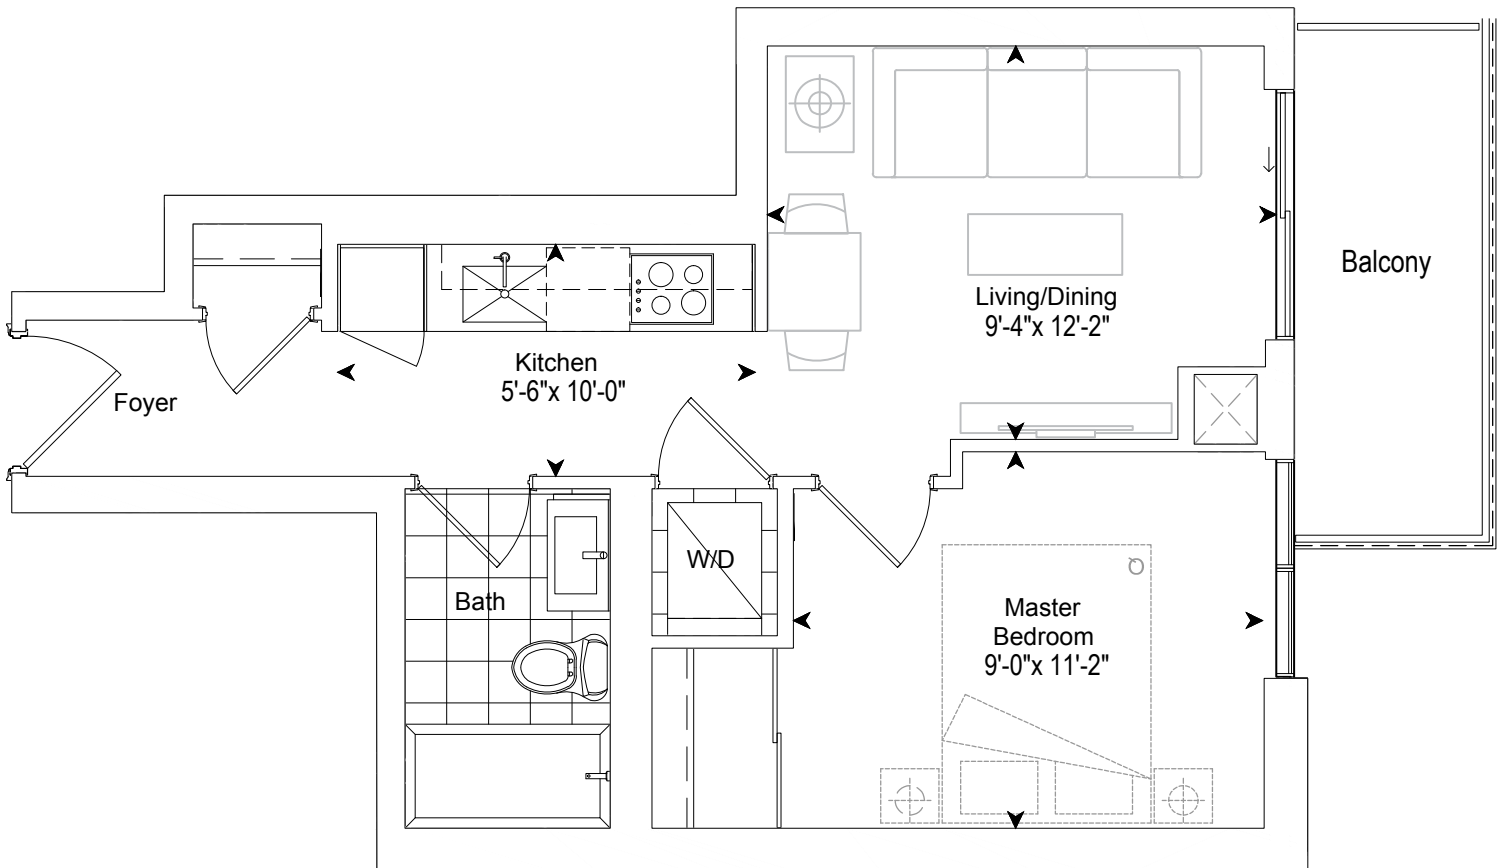 Balcony
Living/Dining
9'-4"x 12'-2"
Kitchen
5'-6"x 10'-0"
Foyer
W/D
Bath
Master
Bedroom
9'-0"x 11'-2"